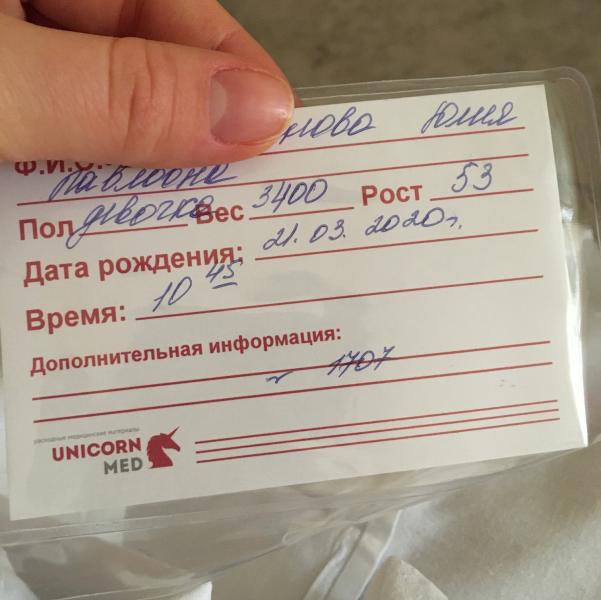 Ф.И.О. нова Юлия
Павловна
Пол девочка Вес 3400 Рост 53
Дата рождения: 21.03.2020г.
Время: 10 45
Дополнительная информация:
№ 1707
расходные медицинские материалы
UNICORN
MED